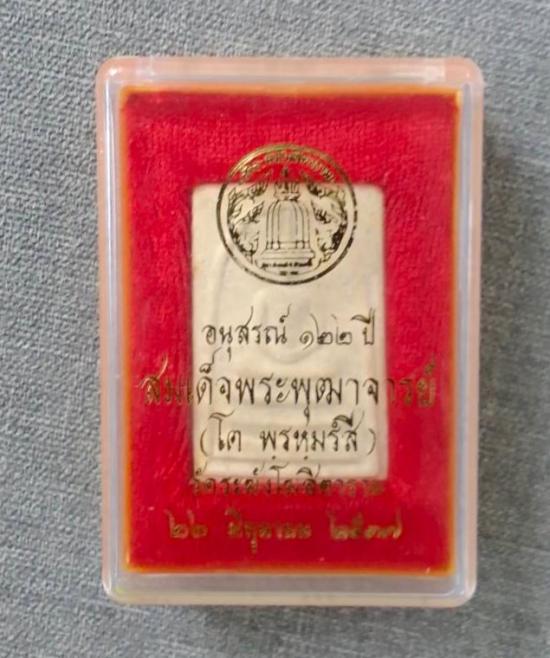 อนุสรณ์ ๑๒๒ ปี
สมเด็จพระพุฒาจารย์
(โต พรหมรังสี)
วัดระฆังโฆสิตาราม
๒๒ มิถุนายน ๒๕๓๗